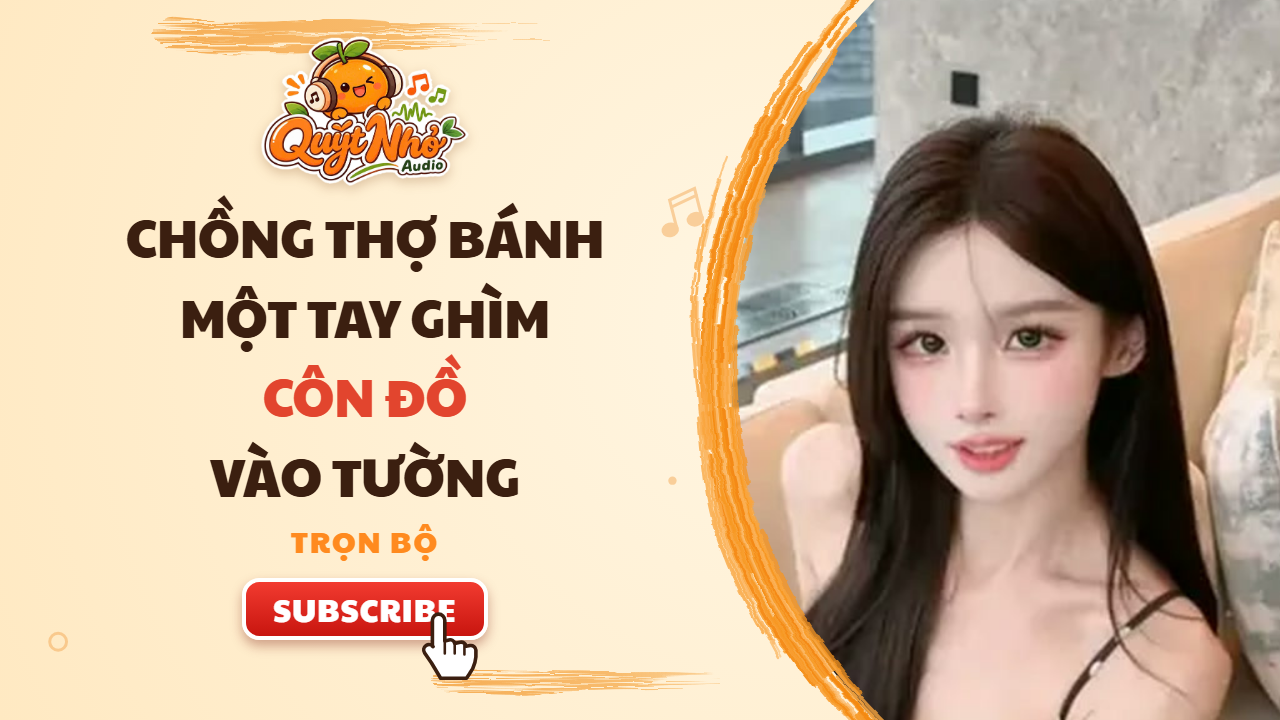 Quýt Nhỏ
Audio
CHỒNG THỢ BÁNH
MỘT TAY GHÌM
CÔN ĐỒ
VÀO TƯỜNG
TRỌN BỘ
SUBSCRIBE